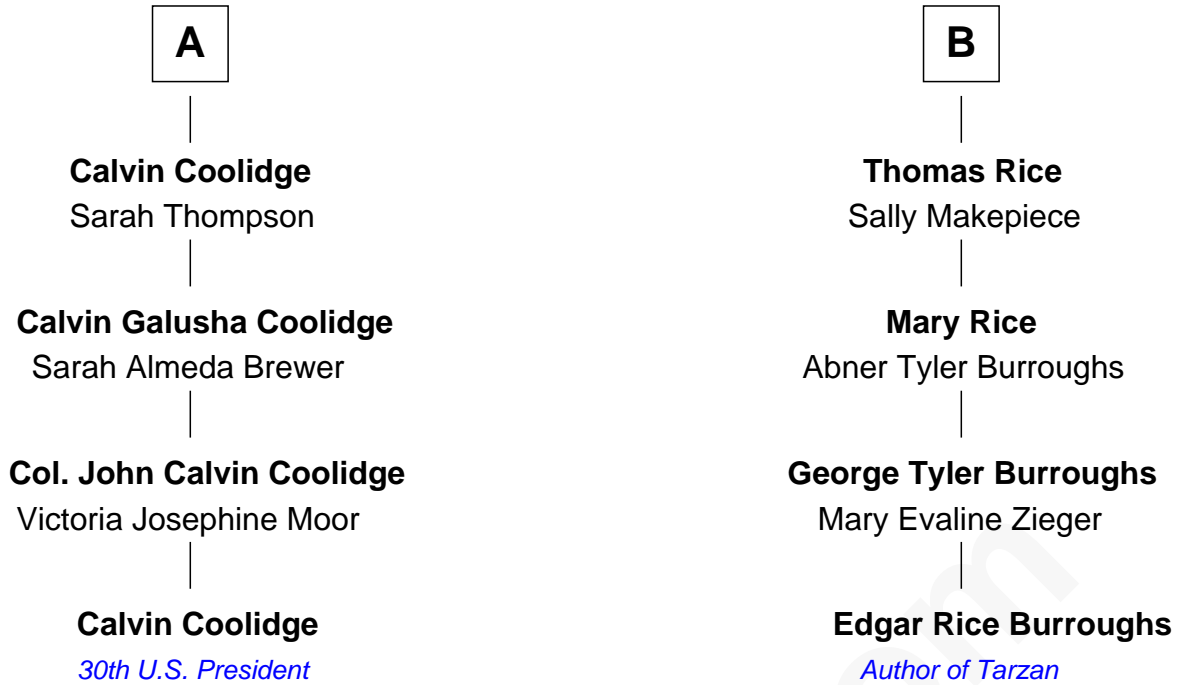 A
B
Calvin Coolidge
Sarah Thompson
Thomas Rice
Sally Makepiece
Calvin Galusha Coolidge
Sarah Almeda Brewer
Mary Rice
Abner Tyler Burroughs
Col. John Calvin Coolidge
Victoria Josephine Moor
George Tyler Burroughs
Mary Evaline Zieger
Calvin Coolidge
30th U.S. President
Edgar Rice Burroughs
Author of Tarzan